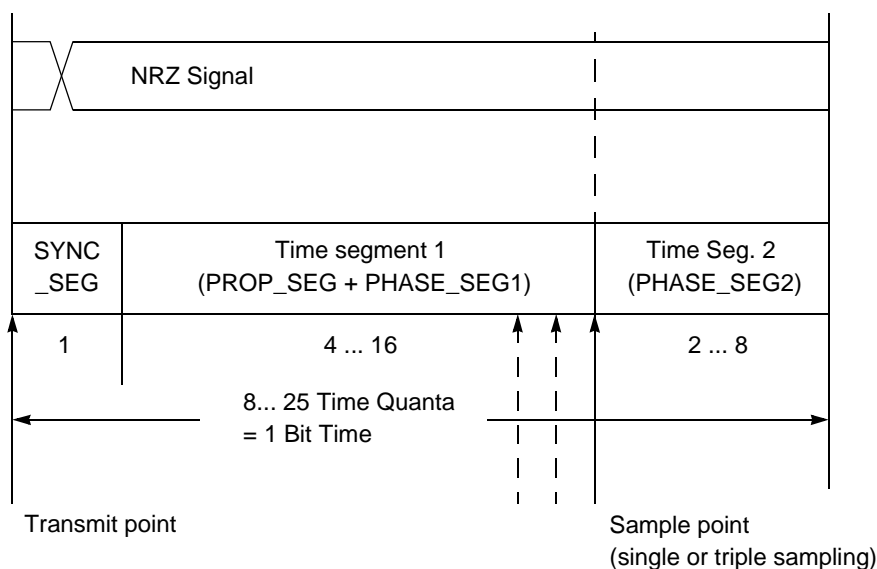 NRZ Signal
SYNC
_SEG
Time segment 1
(PROP_SEG + PHASE_SEG1)
Time Seg. 2
(PHASE_SEG2)
1
4 ... 16
2 ... 8
8... 25 Time Quanta
= 1 Bit Time
Transmit point
Sample point
(single or triple sampling)